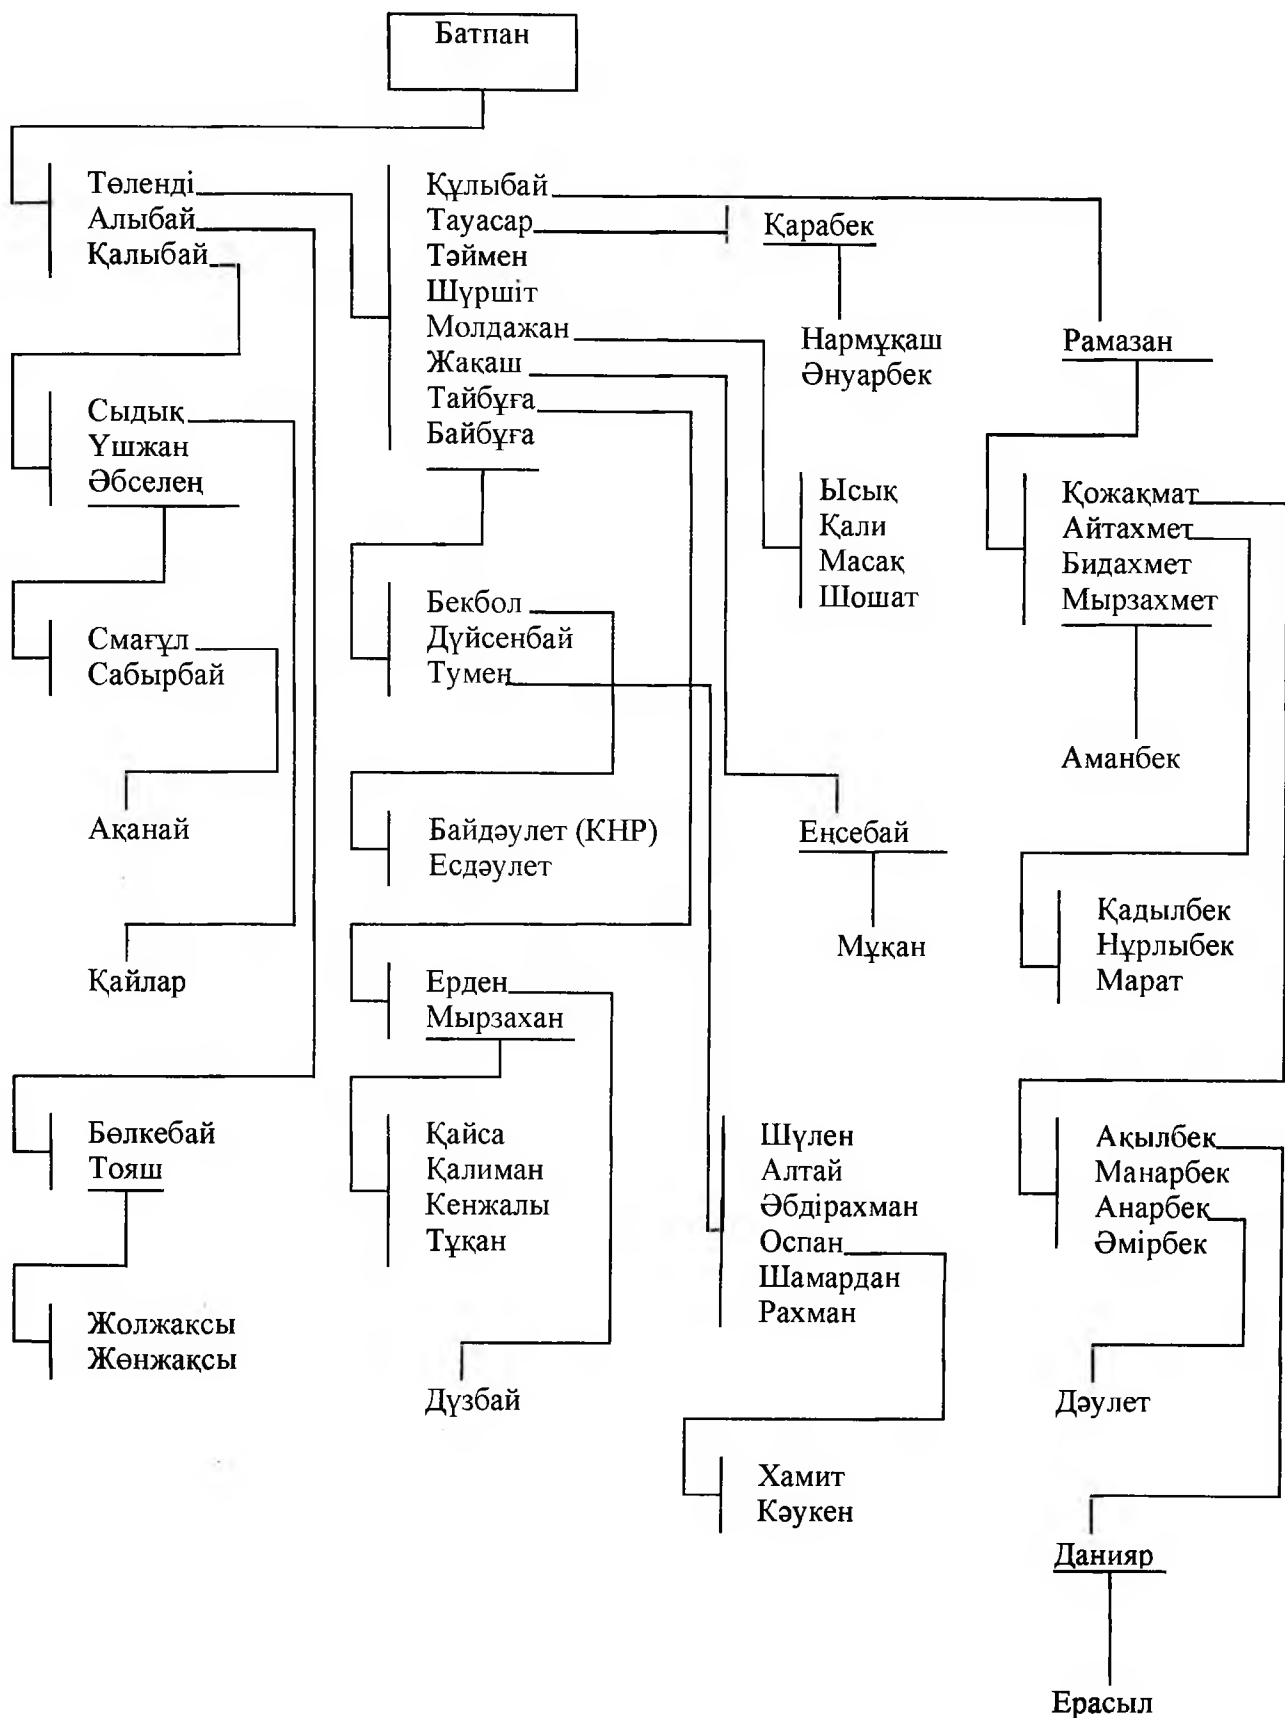 Батпан
Төленді
Алыбай
Қалыбай
Құлыбай
Тауасар
Тәймен
Шүршіт
Молдажан
Жақаш
Тайбұға
Байбұға
Қарабек
Нармұқаш
Әнуарбек
Рамазан
Сыдық
Үшжан
Әбселең
Ысық
Қали
Масақ
Шошат
Қожақмат
Айтахмет
Бидахмет
Мырзахмет
Смағұл
Сабырбай
Бекбол
Дүйсенбай
Тумен
Аманбек
Ақанай
Байдәулет (КНР)
Есдәулет
Еңсебай
Мұқан
Қадылбек
Нұрлыбек
Марат
Қайлар
Ерден
Мырзахан
Бөлкебай
Тояш
Қайса
Қалиман
Кенжалы
Тұқан
Шүлен
Алтай
Әбдірахман
Оспан
Шамардан
Рахман
Ақылбек
Манарбек
Анарбек
Әмірбек
Жолжақсы
Жөнжақсы
Дүзбай
Дәулет
Хамит
Кәукен
Данияр
Ерасыл